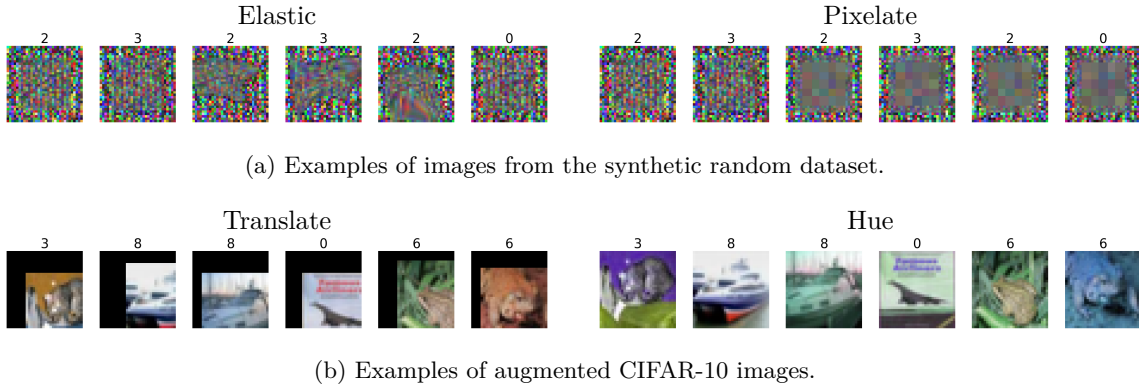 Elastic
Pixelate
2 3 2 3 2 0
2 3 2 3 2 0
(a) Examples of images from the synthetic random dataset.
Translate
Hue
3 8 8 0 6 6
3 8 8 0 6 6
(b) Examples of augmented CIFAR-10 images.